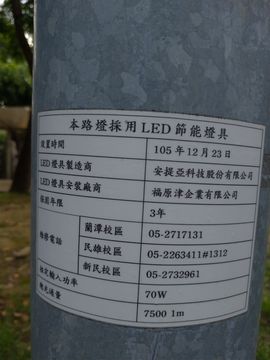 本路燈採用LED節能燈具
設置時間 105年12月23日
LED燈具製造商 安提亞科技股份有限公司
LED燈具安裝廠商 福原津企業有限公司
保固年限 3年
維修電話 蘭潭校區 05-2717131
民雄校區 05-2263411#1312
新民校區 05-2732961
額定輸入功率 70W
燈光通量 7500 1m